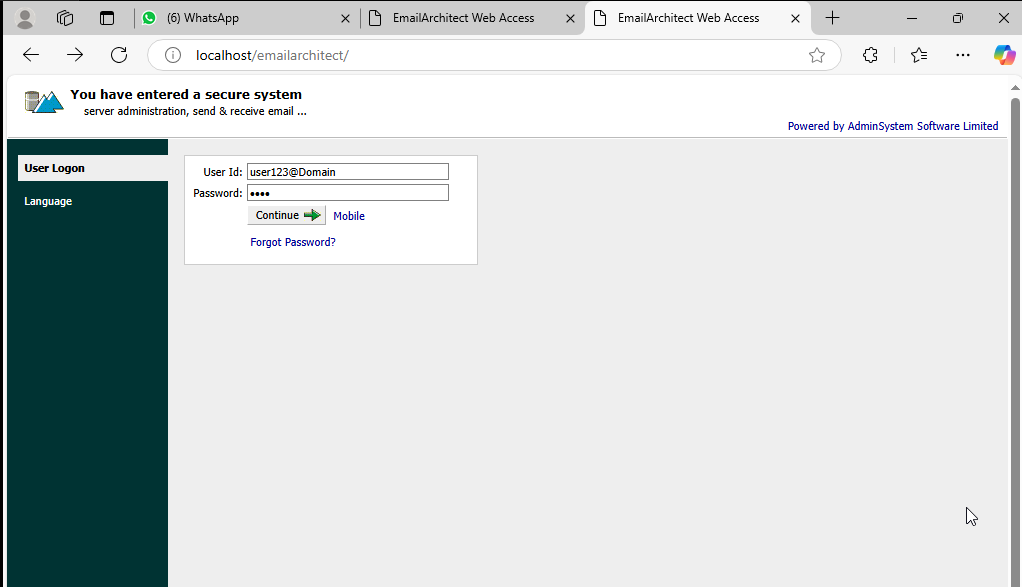 (6) WhatsApp
EmailArchitect Web Access
EmailArchitect Web Access
localhost/emailarchitect/
You have entered a secure system
server administration, send & receive email ...
Powered by AdminSystem Software Limited
User Logon
Language
User Id: user123@Domain
Password: ••••
Continue Mobile
Forgot Password?